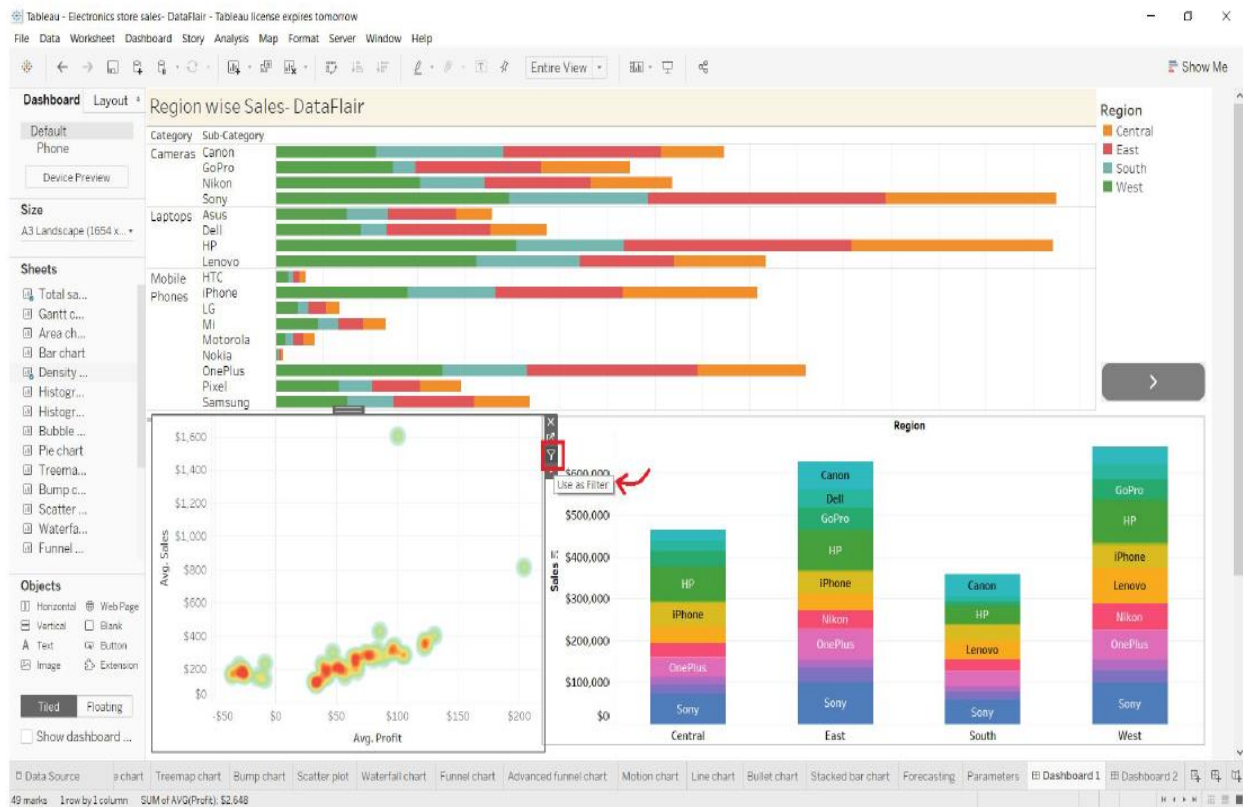 Tableau - Electronics store sales- DataFlair - Tableau license expires tomorrow
File Data Worksheet Dashboard Story Analysis Map Format Server Window Help
Entire View
Show Me
Dashboard Layout
Default
Phone
Device Preview
Size
A3 Landscape (1654 x...
Sheets
Total sa...
Gantt c...
Area ch...
Bar chart
Density ...
Histogr...
Histogr...
Bubble ...
Pie chart
Treema...
Bump c...
Scatter ...
Waterfa...
Funnel ...
Objects
Horizontal Web Page
Vertical Blank
A Text Button
Image Extension
Tiled Floating
Show dashboard ...
Region wise Sales- DataFlair
Category Sub-Category
Cameras Canon
GoPro
Nikon
Sony
Laptops Asus
Dell
HP
Lenovo
Mobile HTC
Phones iPhone
LG
Mi
Motorola
Nokia
OnePlus
Pixel
Samsung
Region
Central
East
South
West
Avg. Sales
$1,600
$1,400
$1,200
$1,000
$800
$600
$400
$200
$0
-$50 $0 $50 $100 $150 $200
Avg. Profit
Use as Filter
Region
Sales
$600,000
$500,000
$400,000
$300,000
$200,000
$100,000
$0
HP
iPhone
OnePlus
Sony
Central
Canon
Dell
GoPro
HP
iPhone
Nikon
OnePlus
Sony
East
Canon
HP
Lenovo
Sony
South
GoPro
HP
iPhone
Lenovo
Nikon
OnePlus
Sony
West
Data Source e chart Treemap chart Bump chart Scatter plot Waterfall chart Funnel chart Advanced funnel chart Motion chart Line chart Bullet chart Stacked bar chart Forecasting Parameters Dashboard 1 Dashboard 2
49 marks 1 row by 1 column SUM of AVG(Profit): $2,648